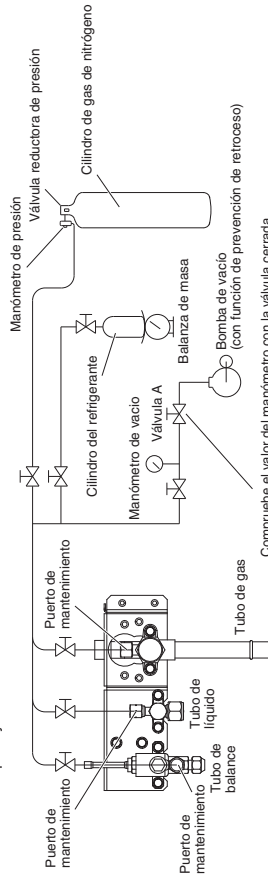 Manómetro de presión
Válvula reductora de presión
Cilindro de gas de nitrógeno
Cilindro del refrigerante
Balanza de masa
Manómetro de vacio
Válvula A
Bomba de vacío
(con función de prevención de retroceso)
Compruebe el valor del manómetro con la válvula cerrada
Puerto de
mantenimiento
Puerto de
mantenimiento
Puerto de
mantenimiento
Tubo de
balance
Tubo de
líquido
Tubo de gas